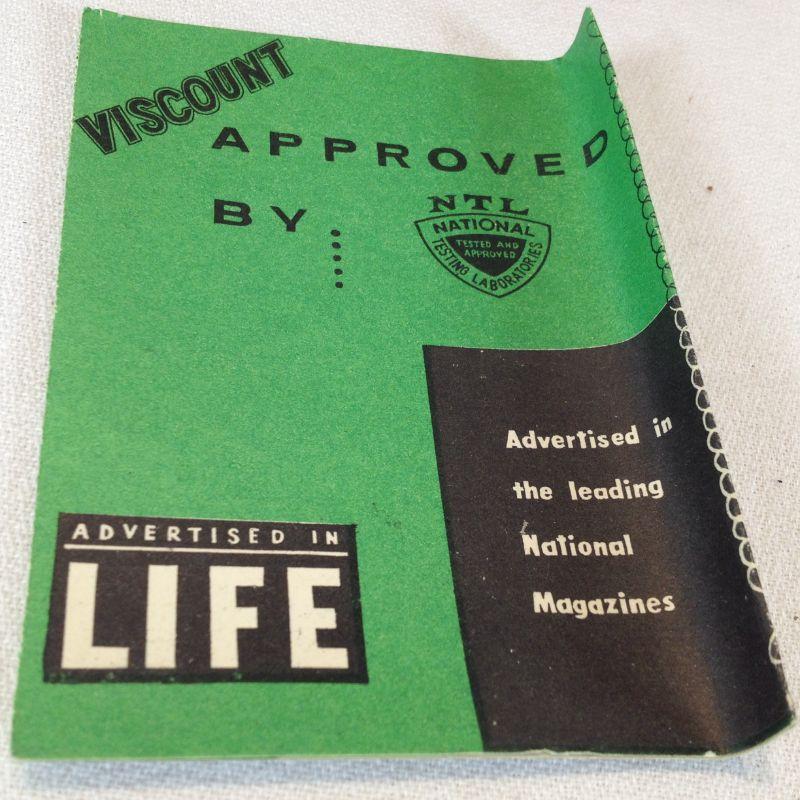 VISCOUNT
APPROVED
BY.....
NTL
NATIONAL
TESTED AND
APPROVED
TESTING LABORATORIES
Advertised in
the leading
National
Magazines
ADVERTISED IN
LIFE